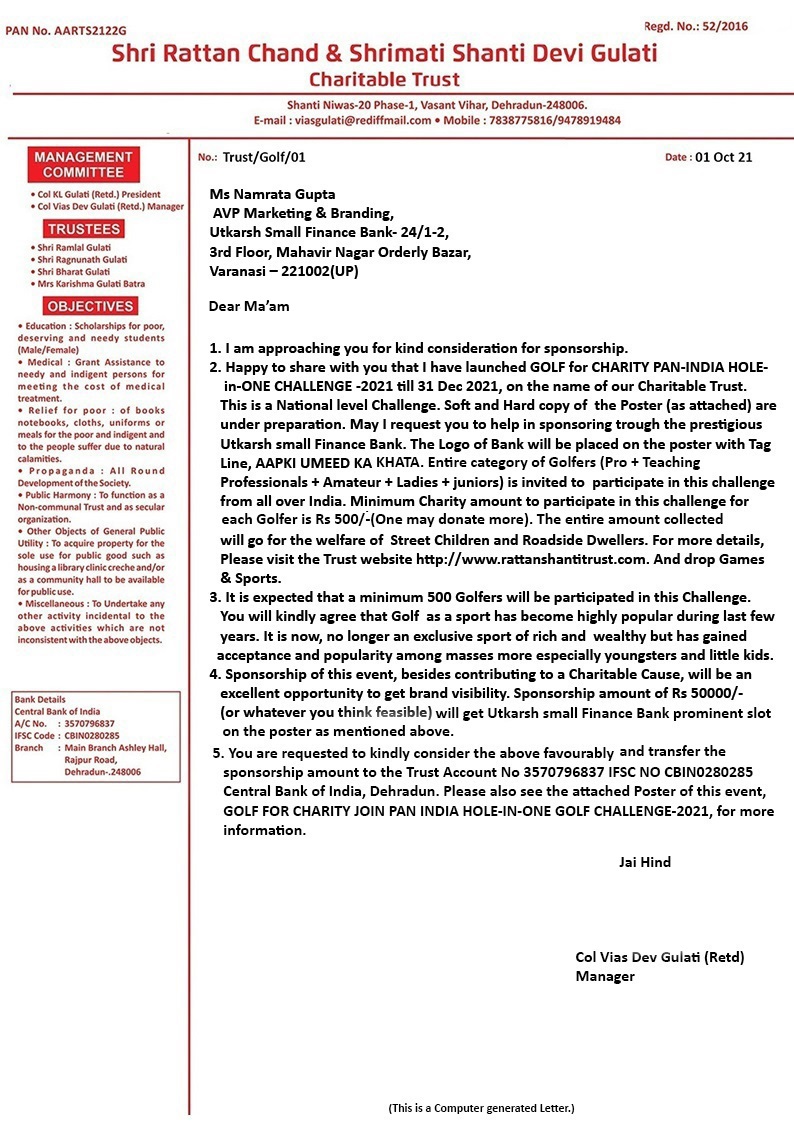 PAN No. AARTS2122G
Regd. No.: 52/2016
Shri Rattan Chand & Shrimati Shanti Devi Gulati
Charitable Trust
Shanti Niwas-20 Phase-1, Vasant Vihar, Dehradun-248006.
E-mail : viasgulati@rediffmail.com • Mobile : 7838775816/9478919484
MANAGEMENT
COMMITTEE
• Col KL Gulati (Retd.) President
• Col Vias Dev Gulati (Retd.) Manager
TRUSTEES
• Shri Ramlal Gulati
• Shri Ragnunath Gulati
• Shri Bharat Gulati
• Mrs Karishma Gulati Batra
OBJECTIVES
• Education : Scholarships for poor,
deserving and needy students
(Male/Female)
• Medical : Grant Assistance to
needy and indigent persons for
meeting the cost of medical
treatment.
• Relief for poor : of books
notebooks, cloths, uniforms or
meals for the poor and indigent and
to the people suffer due to natural
calamities.
• Propaganda : All Round
Development of the Society.
• Public Harmony : To function as a
Non-communal Trust and as secular
organization.
• Other Objects of General Public
Utility : To acquire property for the
sole use for public good such as
housing a library clinic creche and/or
as a community hall to be available
for public use.
• Miscellaneous : To Undertake any
other activity incidental to the
above activities which are not
inconsistent with the above objects.
Bank Details
Central Bank of India
A/C No. : 3570796837
IFSC Code : CBIN0280285
Branch : Main Branch Ashley Hall,
Rajpur Road,
Dehradun-.248006
No.: Trust/Golf/01
Date : 01 Oct 21
Ms Namrata Gupta
AVP Marketing & Branding,
Utkarsh Small Finance Bank- 24/1-2,
3rd Floor, Mahavir Nagar Orderly Bazar,
Varanasi – 221002(UP)
Dear Ma’am
1. I am approaching you for kind consideration for sponsorship.
2. Happy to share with you that I have launched GOLF for CHARITY PAN-INDIA HOLE-
in-ONE CHALLENGE -2021 till 31 Dec 2021, on the name of our Charitable Trust.
This is a National level Challenge. Soft and Hard copy of the Poster (as attached) are
under preparation. May I request you to help in sponsoring trough the prestigious
Utkarsh small Finance Bank. The Logo of Bank will be placed on the poster with Tag
Line, AAPKI UMEED KA KHATA. Entire category of Golfers (Pro + Teaching
Professionals + Amateur + Ladies + juniors) is invited to participate in this challenge
from all over India. Minimum Charity amount to participate in this challenge for
each Golfer is Rs 500/-(One may donate more). The entire amount collected
will go for the welfare of Street Children and Roadside Dwellers. For more details,
Please visit the Trust website http://www.rattanshantitrust.com. And drop Games
& Sports.
3. It is expected that a minimum 500 Golfers will be participated in this Challenge.
You will kindly agree that Golf as a sport has become highly popular during last few
years. It is now, no longer an exclusive sport of rich and wealthy but has gained
acceptance and popularity among masses more especially youngsters and little kids.
4. Sponsorship of this event, besides contributing to a Charitable Cause, will be an
excellent opportunity to get brand visibility. Sponsorship amount of Rs 50000/-
(or whatever you think feasible) will get Utkarsh small Finance Bank prominent slot
on the poster as mentioned above.
5. You are requested to kindly consider the above favourably and transfer the
sponsorship amount to the Trust Account No 3570796837 IFSC NO CBIN0280285
Central Bank of India, Dehradun. Please also see the attached Poster of this event,
GOLF FOR CHARITY JOIN PAN INDIA HOLE-IN-ONE GOLF CHALLENGE-2021, for more
information.
Jai Hind
Col Vias Dev Gulati (Retd)
Manager
(This is a Computer generated Letter.)